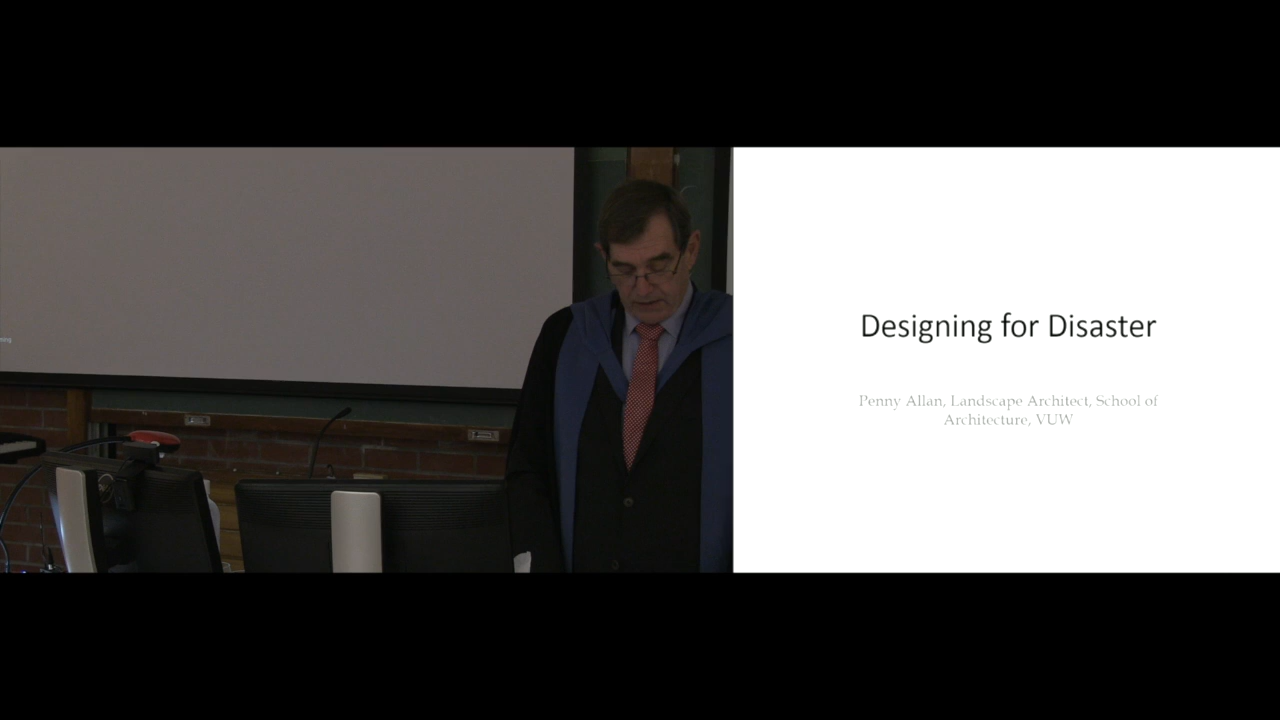 Designing for Disaster
Penny Allan, Landscape Architect, School of
Architecture, VUW